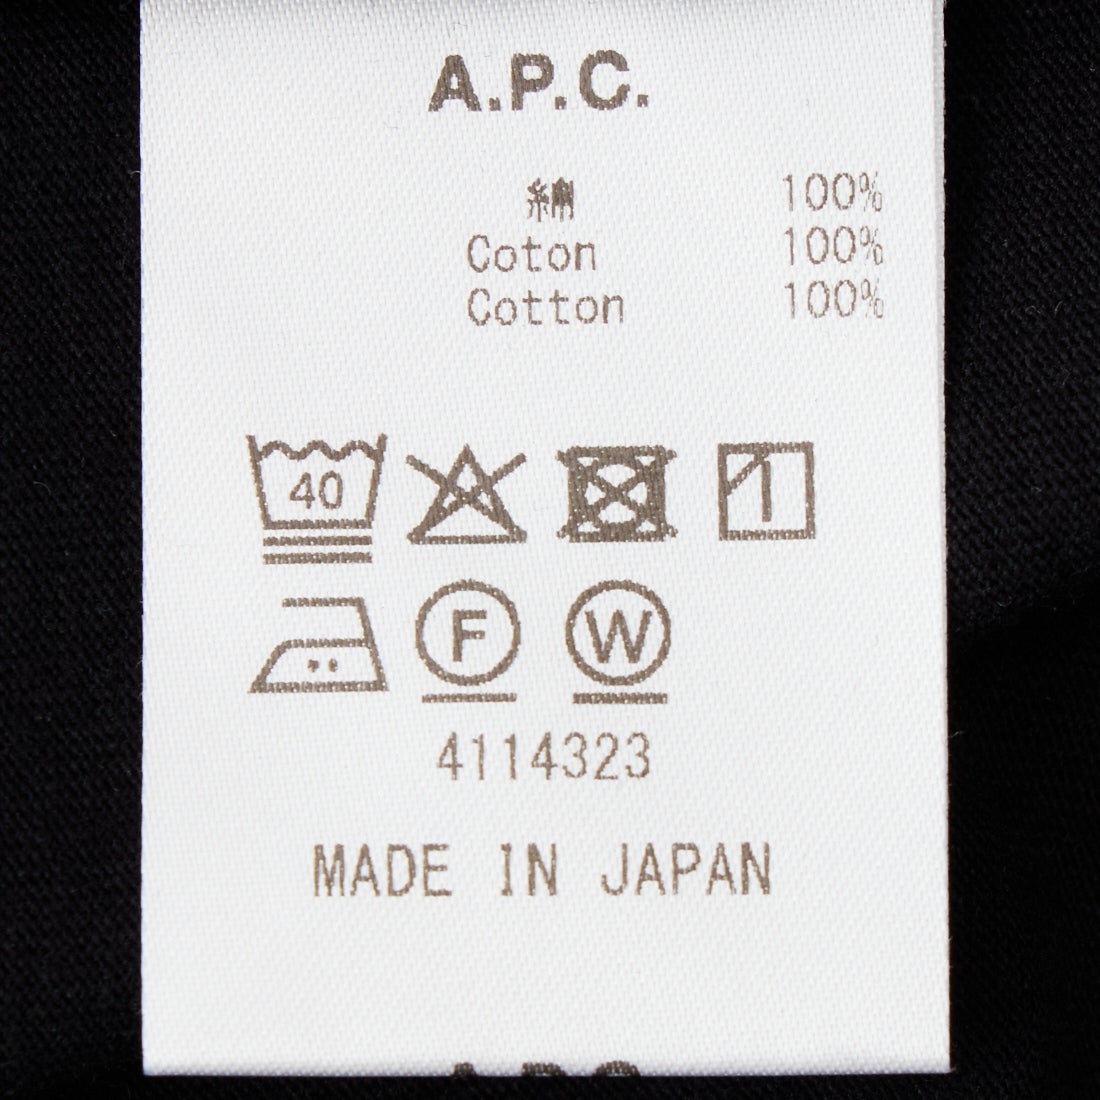 A.P.C.
綿 100%
Coton 100%
Cotton 100%
40
F W
4114323
MADE IN JAPAN